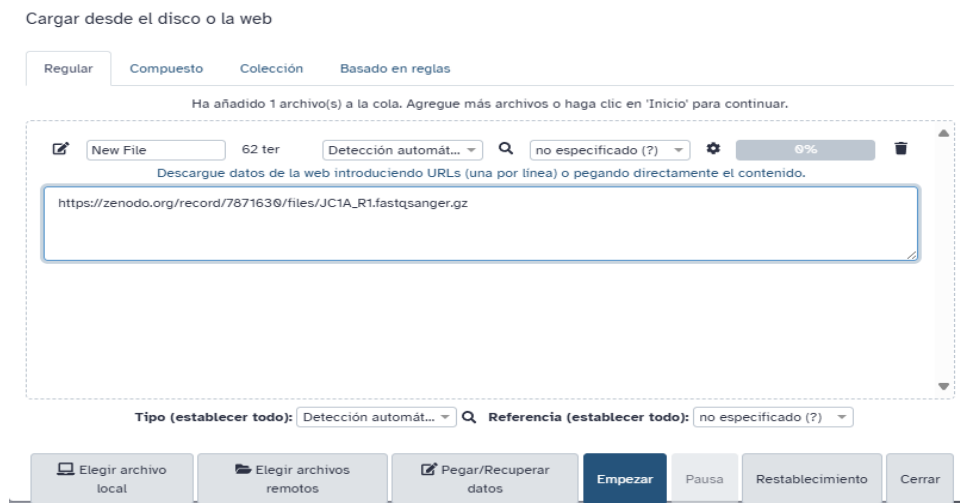 Cargar desde el disco o la web
Regular Compuesto Colección Basado en reglas
Ha añadido 1 archivo(s) a la cola. Agregue más archivos o haga clic en 'Inicio' para continuar.
New File 62 ter Detección automát... no especificado (?) 0%
Descargue datos de la web introduciendo URLs (una por línea) o pegando directamente el contenido.
https://zenodo.org/record/7871630/files/JC1A_R1.fastqsanger.gz
Tipo (establecer todo): Detección automát... Referencia (establecer todo): no especificado (?)
Elegir archivo local Elegir archivos remotos Pegar/Recuperar datos Empezar Pausa Restablecimiento Cerrar